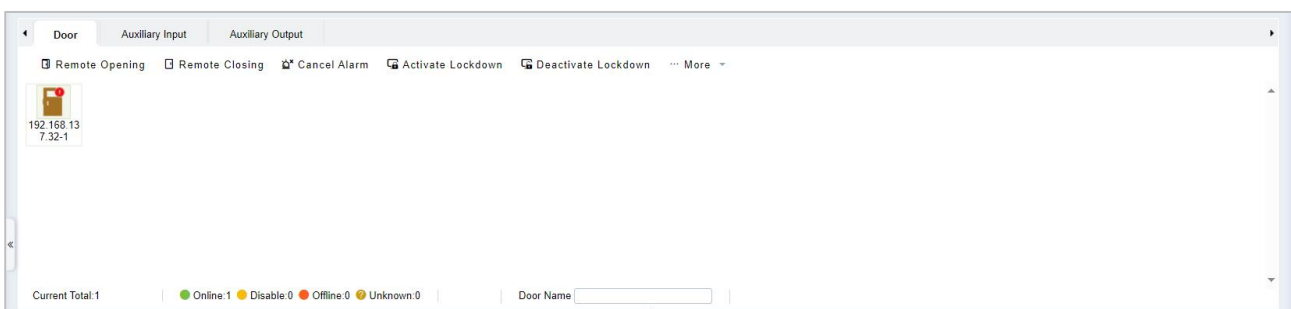 Door Auxiliary Input Auxiliary Output
Remote Opening Remote Closing Cancel Alarm Activate Lockdown Deactivate Lockdown ··· More
192.168.13
7.32-1
Current Total:1 Online:1 Disable:0 Offline:0 ? Unknown:0 Door Name